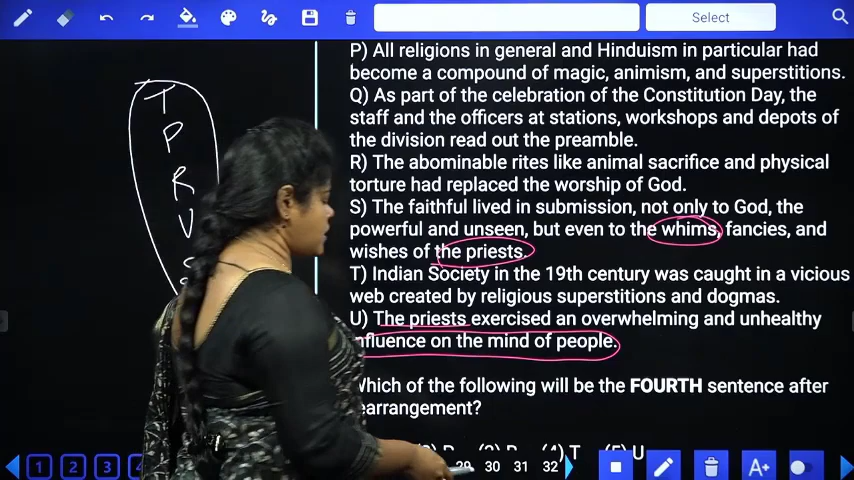 Select
P) All religions in general and Hinduism in particular had
become a compound of magic, animism, and superstitions.
Q) As part of the celebration of the Constitution Day, the
staff and the officers at stations, workshops and depots of
the division read out the preamble.
R) The abominable rites like animal sacrifice and physical
torture had replaced the worship of God.
S) The faithful lived in submission, not only to God, the
powerful and unseen, but even to the whims, fancies, and
wishes of the priests.
T) Indian Society in the 19th century was caught in a vicious
web created by religious superstitions and dogmas.
U) The priests exercised an overwhelming and unhealthy
influence on the mind of people.
Which of the following will be the FOURTH sentence after
rearrangement?
(4) T (5) U
T
P
R
U
S
1 2 3 4 29 30 31 32 A+